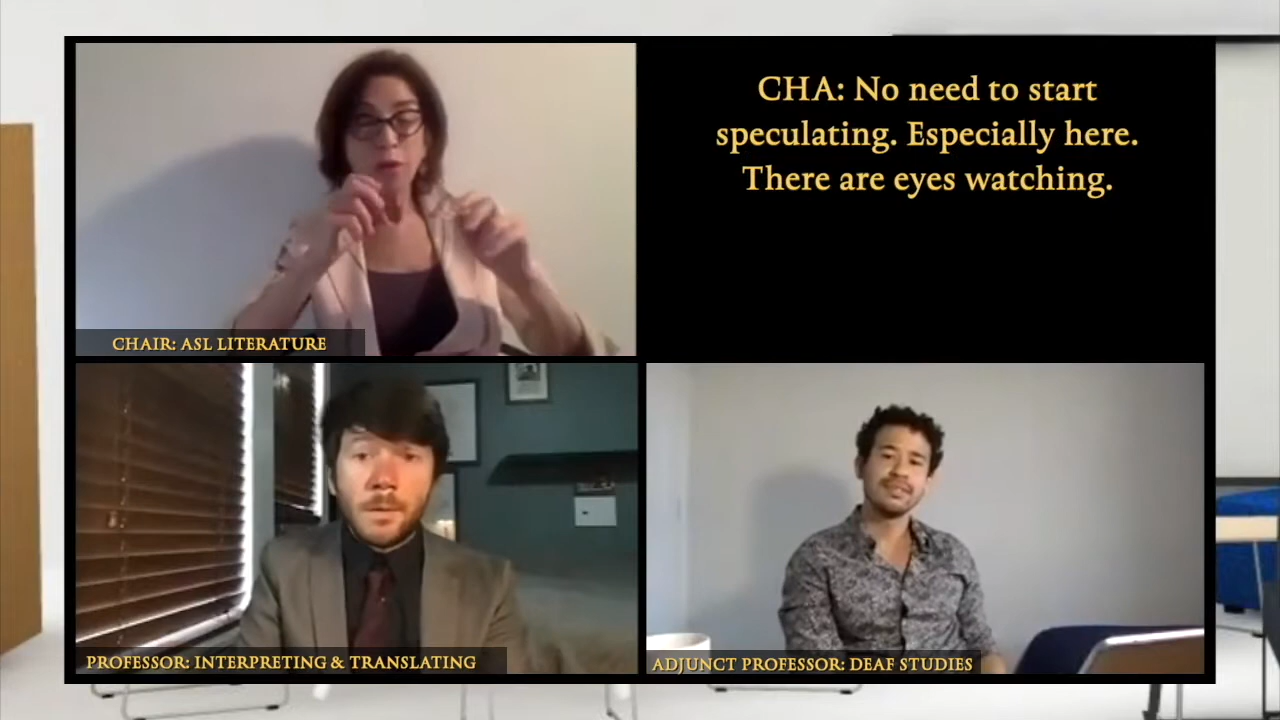 CHA: No need to start
speculating. Especially here.
There are eyes watching.
CHAIR: ASL LITERATURE
PROFESSOR: INTERPRETING & TRANSLATING
ADJUNCT PROFESSOR: DEAF STUDIES